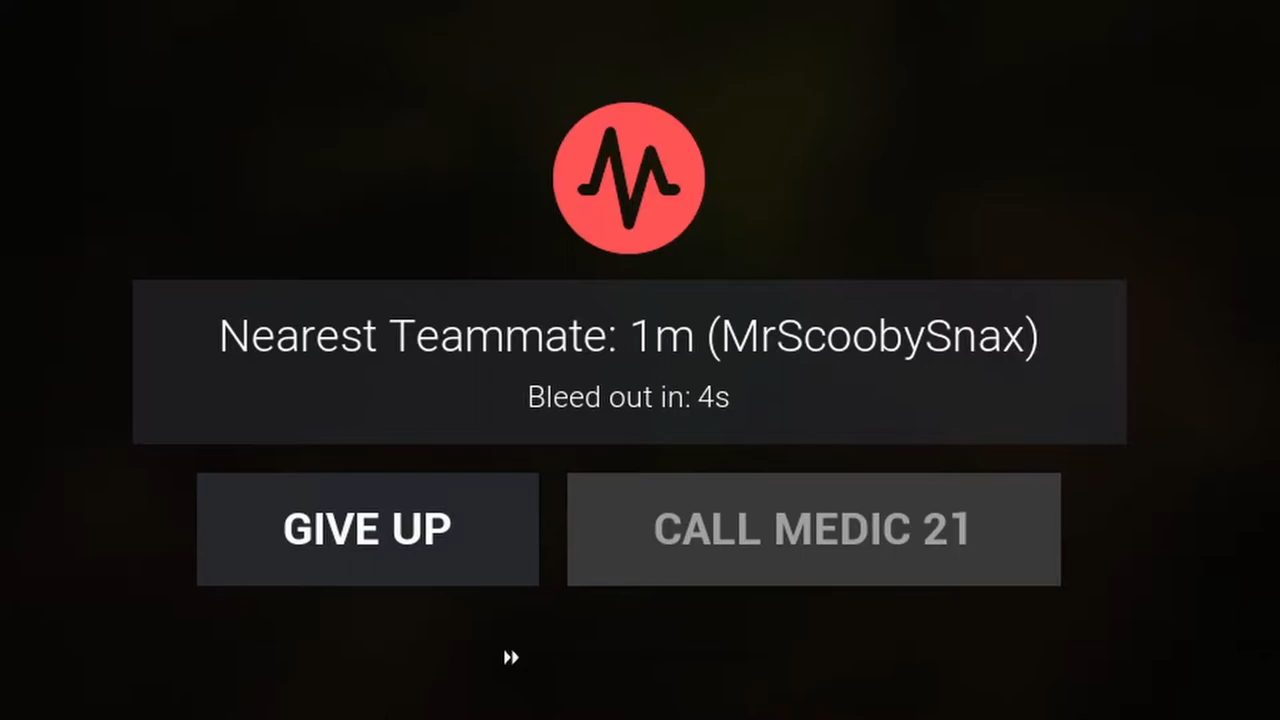 Nearest Teammate: 1m (MrScoobySnax)
Bleed out in: 4s
GIVE UP
CALL MEDIC 21